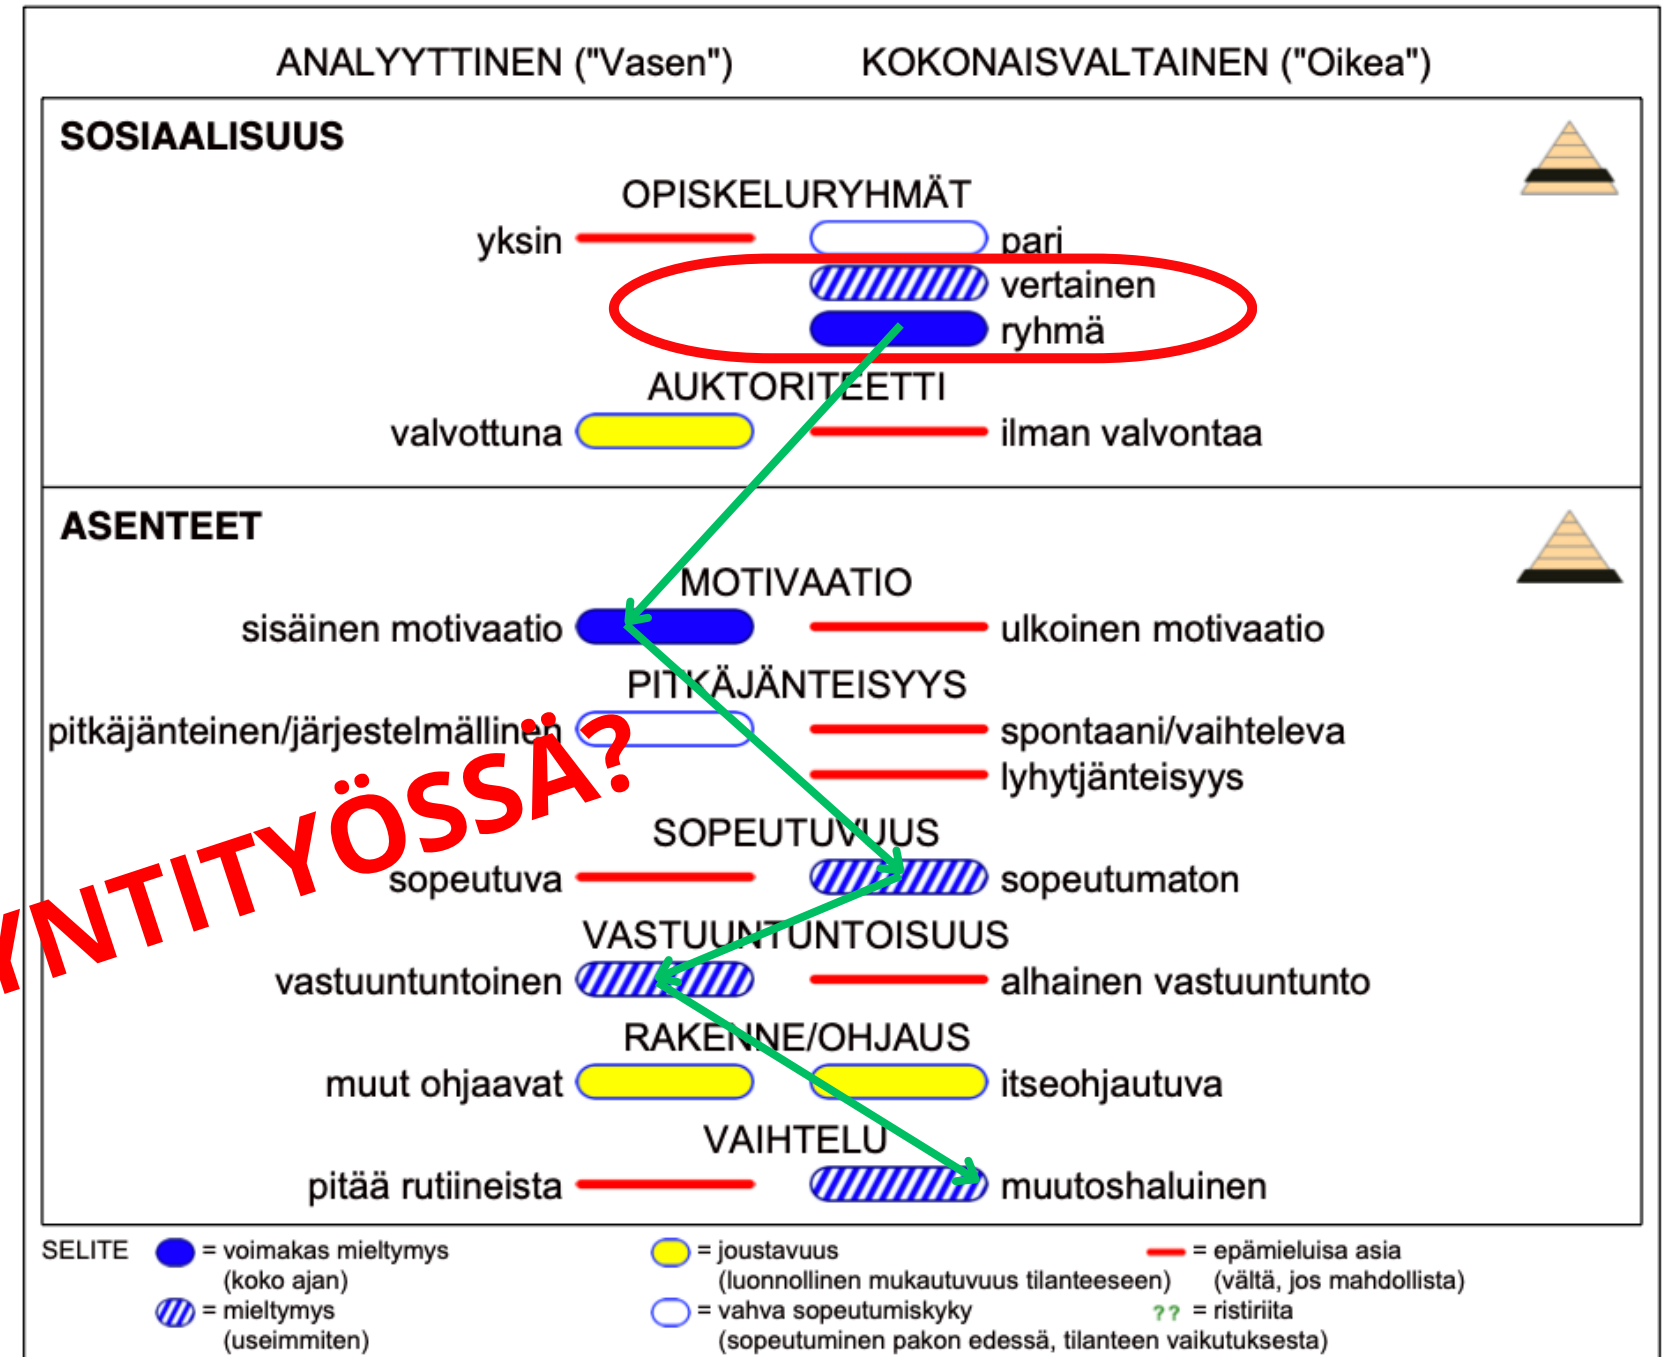 ANALYYTTINEN ("Vasen") KOKONAISVALTAINEN ("Oikea")
SOSIAALISUUS
OPISKELURYHMÄT
yksin pari
vertainen
ryhmä
AUKTORITEETTI
valvottuna ilman valvontaa
ASENTEET
MOTIVAATIO
sisäinen motivaatio ulkoinen motivaatio
PITKÄJÄNTEISYYS
pitkäjänteinen/järjestelmällinen spontaani/vaihteleva
lyhytjänteisyys
YNTITYÖSSÄ?
SOPEUTUVUUS
sopeutuva sopeutumaton
VASTUUNTUNTOISUUS
vastuuntuntoinen alhainen vastuuntunto
RAKENNE/OHJAUS
muut ohjaavat itseohjautuva
VAIHTELU
pitää rutiineista muutoshaluinen
SELITE = voimakas mieltymys = joustavuus = epämieluisa asia
(koko ajan) (luonnollinen mukautuvuus tilanteeseen) (vältä, jos mahdollista)
= mieltymys = vahva sopeutumiskyky ?? = ristiriita
(useimmiten) (sopeutuminen pakon edessä, tilanteen vaikutuksesta)